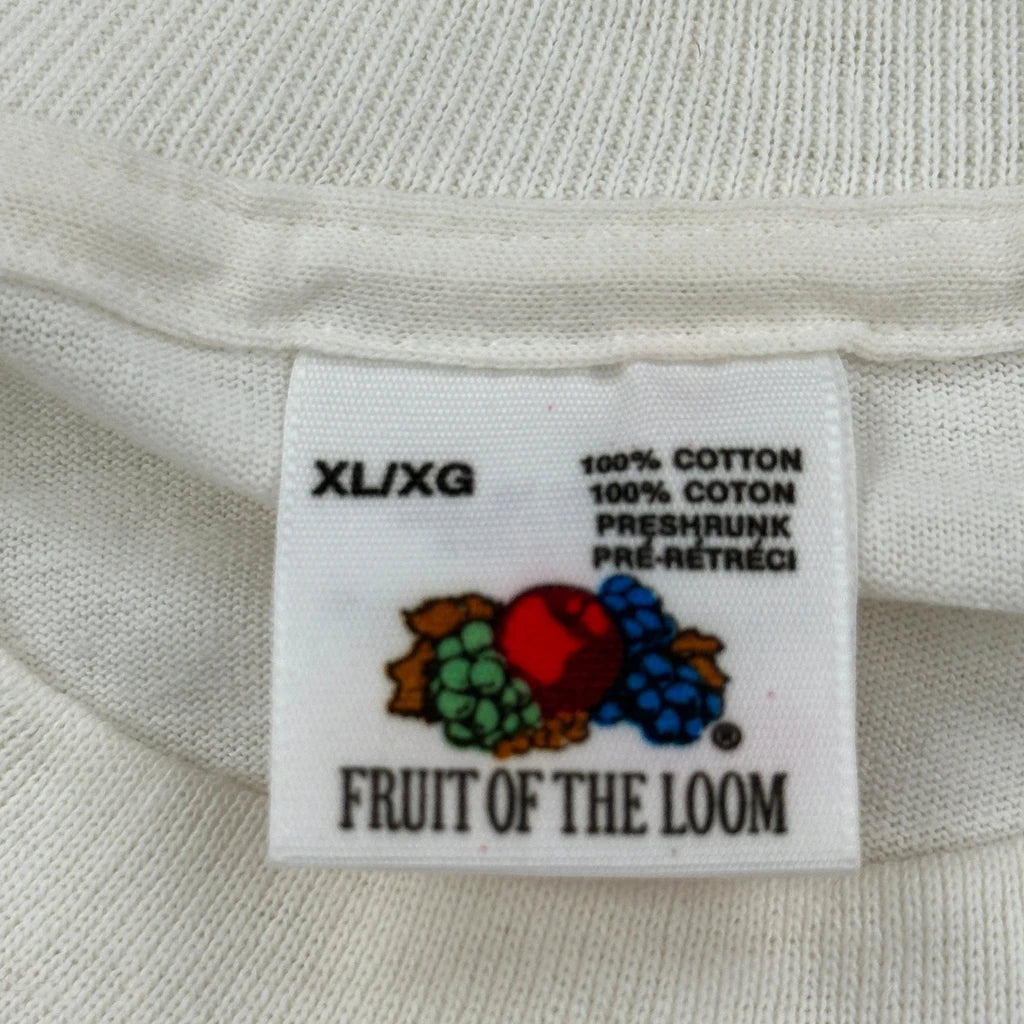 XL/XG
100% COTTON
100% COTON
PRESHRUNK
PRÉ-RÉTRÉCI
®
FRUIT OF THE LOOM